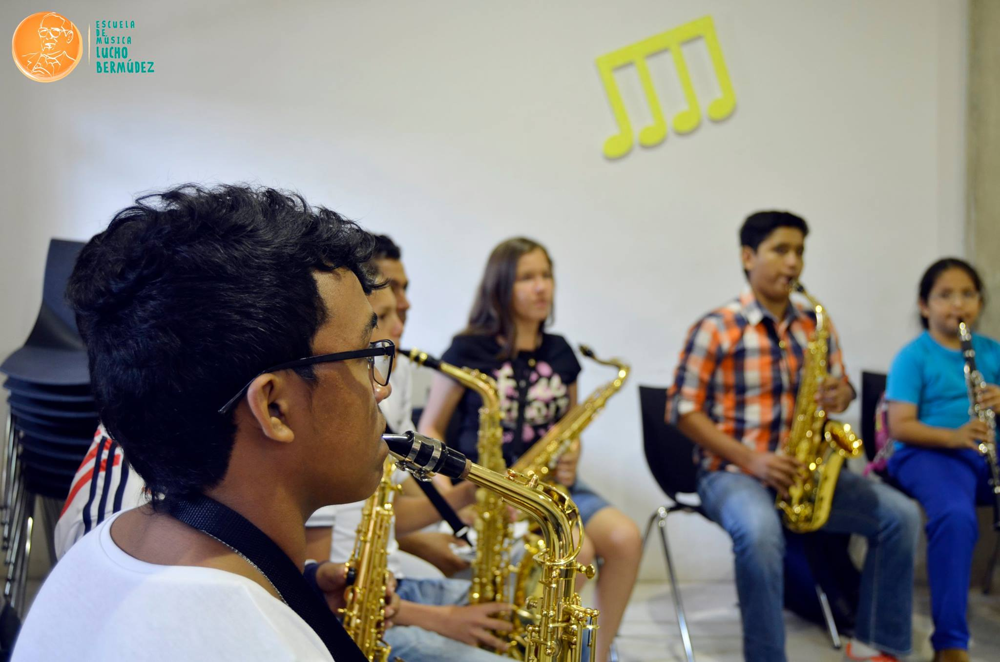 ESCUELA
DE
MÚSICA
LUCHO
BERMÚDEZ